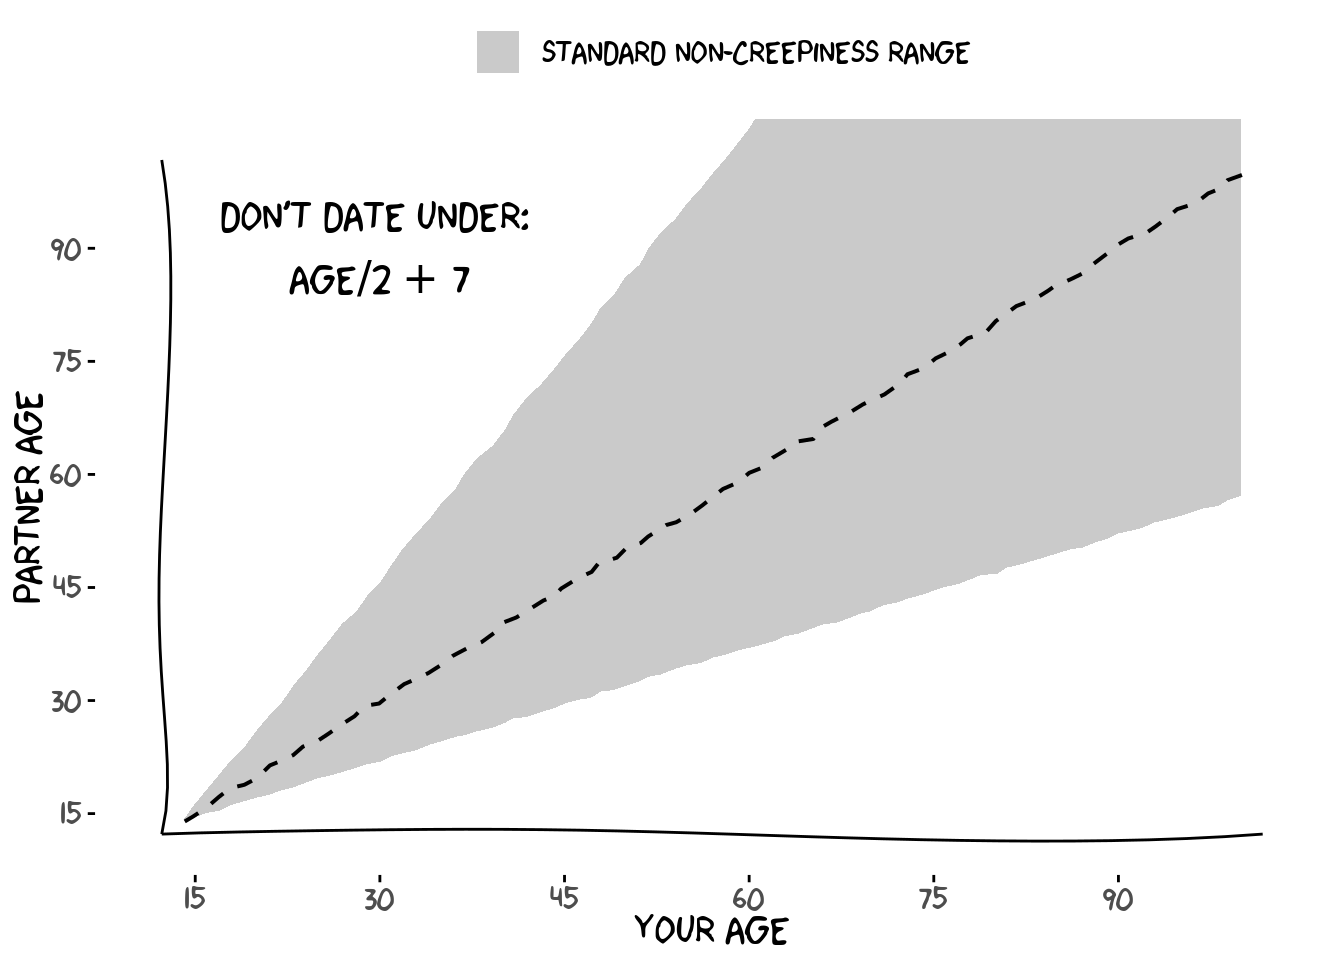 STANDARD NON-CREEPINESS RANGE
DON'T DATE UNDER:
AGE/2 + 7
PARTNER AGE
90
75
60
45
30
15
15 30 45 60 75 90
YOUR AGE